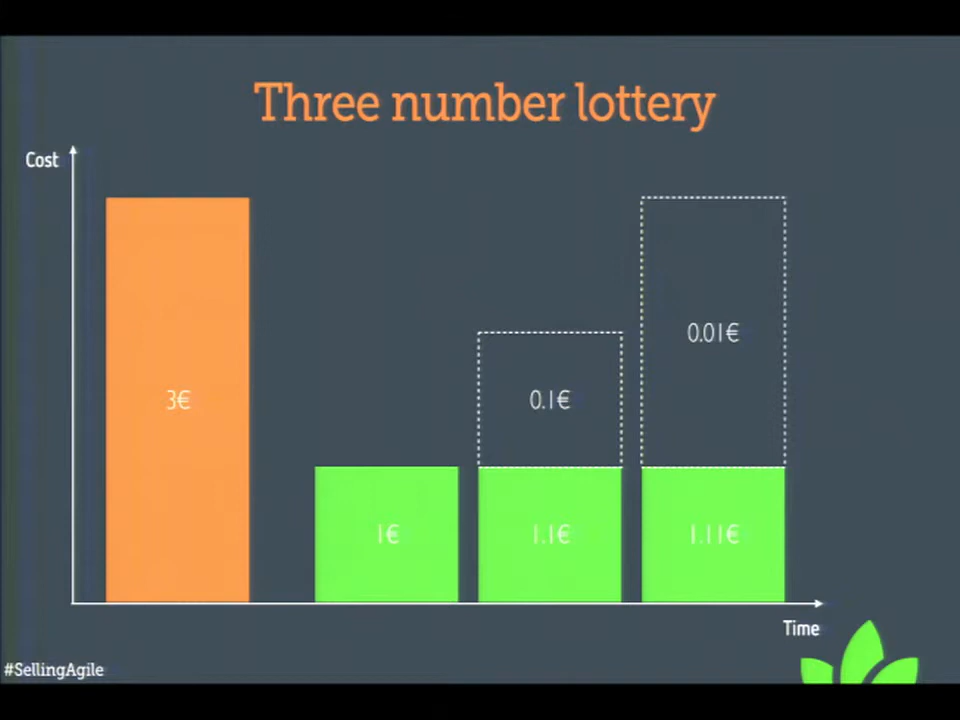 Three number lottery
Cost
0.01€
3€
0.1€
1€
1.1€
1.11€
Time
#SellingAgile